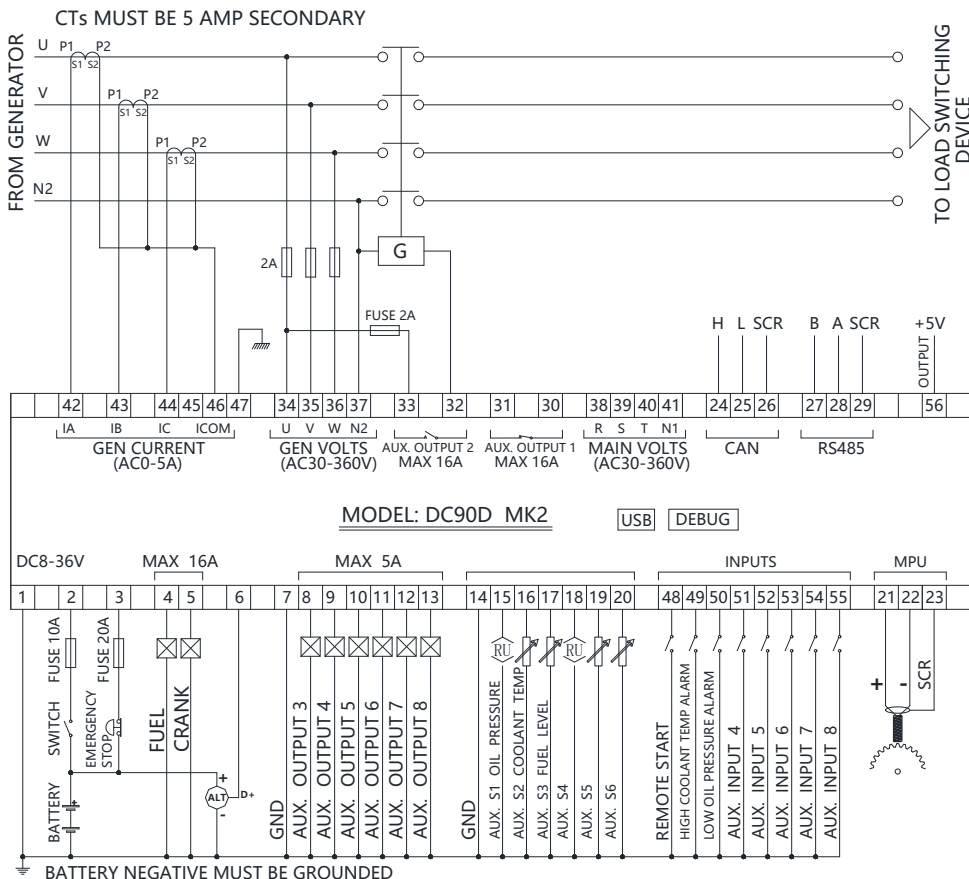 CTs MUST BE 5 AMP SECONDARY
FROM GENERATOR
U P1 P2
S1 S2
V
P1 P2
S1 S2
W
P1 P2
S1 S2
N2
TO LOAD SWITCHING
DEVICE
2A
G
FUSE 2A
H L SCR B A SCR +5V
OUTPUT
42 43 44 45 46 47 34 35 36 37 33 32 31 30 38 39 40 41 24 25 26 27 28 29 56
IA IB IC ICOM U V W N2 R S T N1
GEN CURRENT
(AC0-5A)
GEN VOLTS
(AC30-360V)
AUX. OUTPUT 2
MAX 16A
AUX. OUTPUT 1
MAX 16A
MAIN VOLTS
(AC30-360V)
CAN
RS485
MODEL: DC90D MK2
USB
DEBUG
DC8-36V MAX 16A MAX 5A INPUTS MPU
1 2 3 4 5 6 7 8 9 10 11 12 13 14 15 16 17 18 19 20 48 49 50 51 52 53 54 55 21 22 23
FUSE 10A
FUSE 20A
SWITCH
EMERGENCY
STOP
BATTERY
+
FUEL
CRANK
+
ALT
-
D+
GND
AUX. OUTPUT 3
AUX. OUTPUT 4
AUX. OUTPUT 5
AUX. OUTPUT 6
AUX. OUTPUT 7
AUX. OUTPUT 8
GND
RU
RU
AUX. S1 OIL PRESSURE
AUX. S2 COOLANT TEMP
AUX. S3 FUEL LEVEL
AUX. S4
AUX. S5
AUX. S6
REMOTE START
HIGH COOLANT TEMP ALARM
LOW OIL PRESSURE ALARM
AUX. INPUT 4
AUX. INPUT 5
AUX. INPUT 6
AUX. INPUT 7
AUX. INPUT 8
+ - SCR
BATTERY NEGATIVE MUST BE GROUNDED